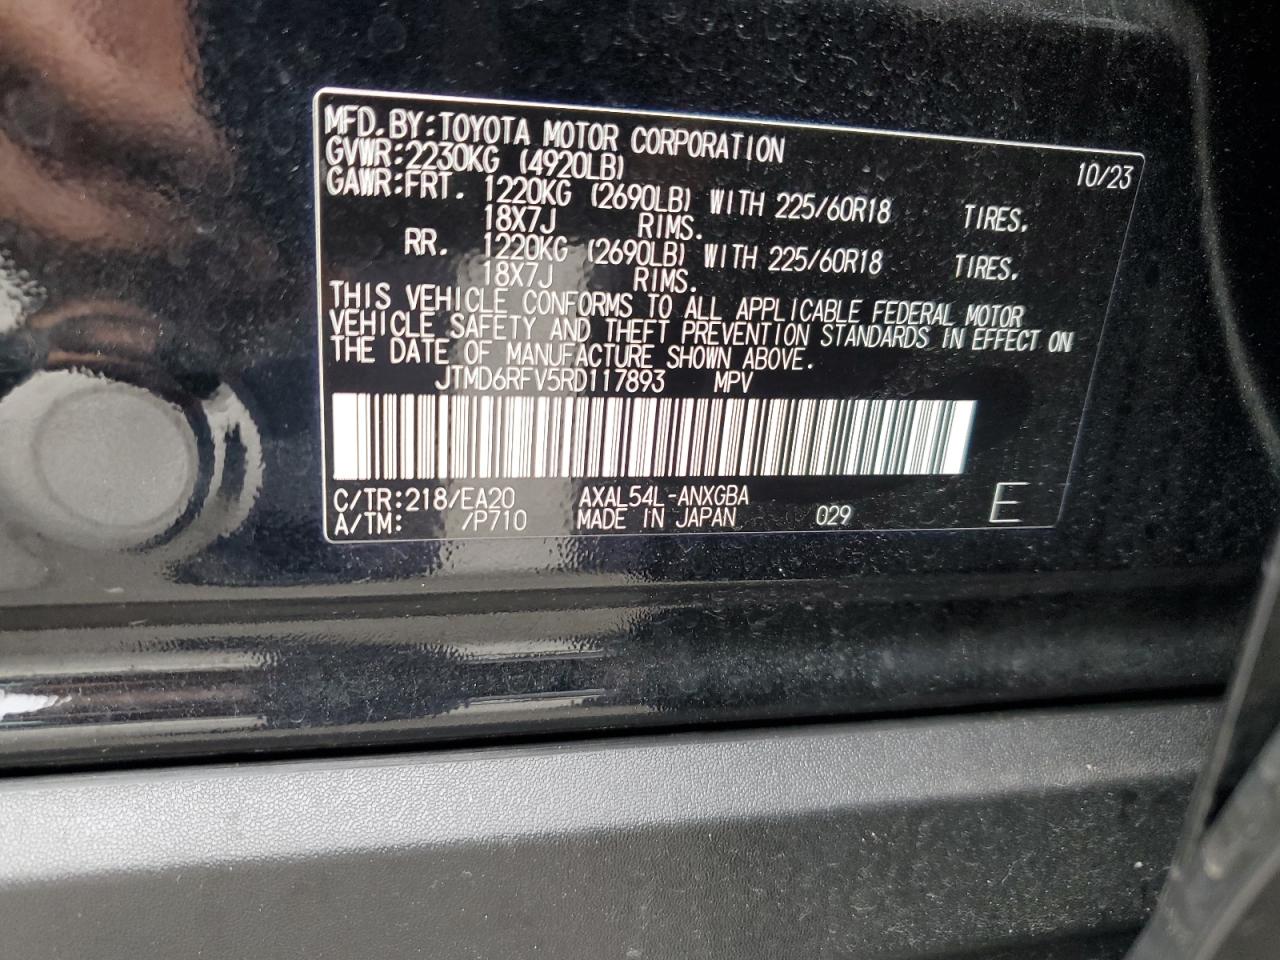 MFD. BY:TOYOTA MOTOR CORPORATION 10/23
GVWR:2230KG (4920LB)
GAWR:FRT. 1220KG (2690LB) WITH 225/60R18 TIRES.
18X7J RIMS.
RR. 1220KG (2690LB) WITH 225/60R18 TIRES.
18X7J RIMS.
THIS VEHICLE CONFORMS TO ALL APPLICABLE FEDERAL MOTOR
VEHICLE SAFETY AND THEFT PREVENTION STANDARDS IN EFFECT ON
THE DATE OF MANUFACTURE SHOWN ABOVE.
JTMD6RFV5RD117893 MPV
C/TR:218/EA20 AXAL54L-ANXGBA
A/TM: /P710 MADE IN JAPAN 029 E